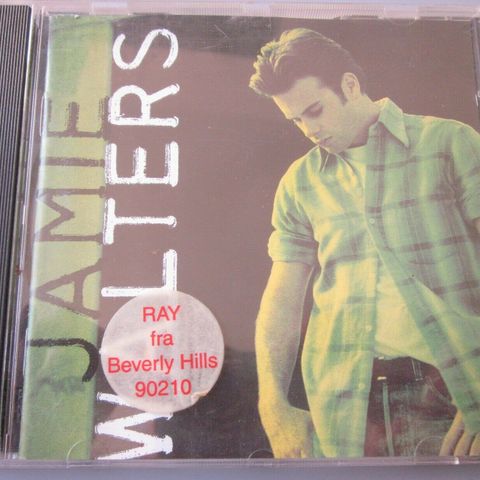 JAMIE
WALTERS
RAY
fra
Beverly Hills
90210